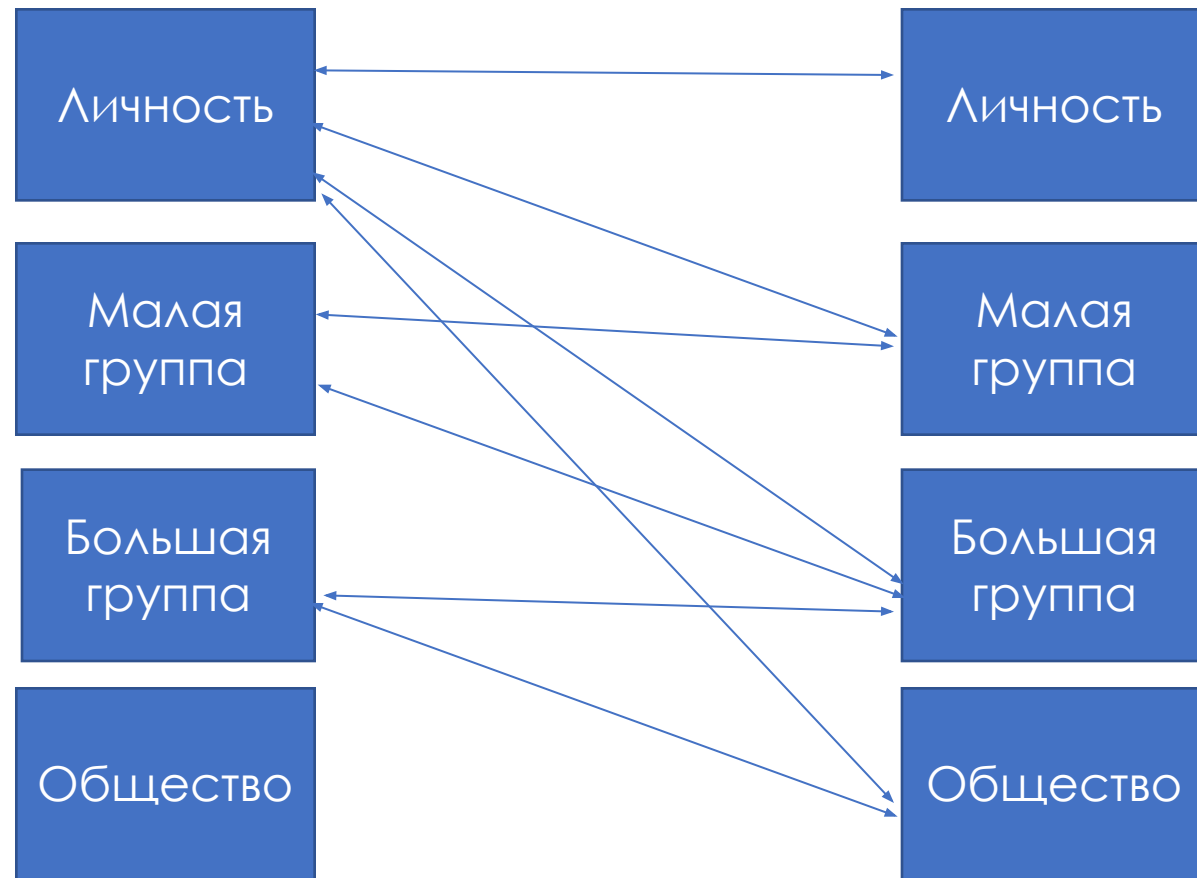 Личность
Личность
Малая
группа
Малая
группа
Большая
группа
Большая
группа
Общество
Общество